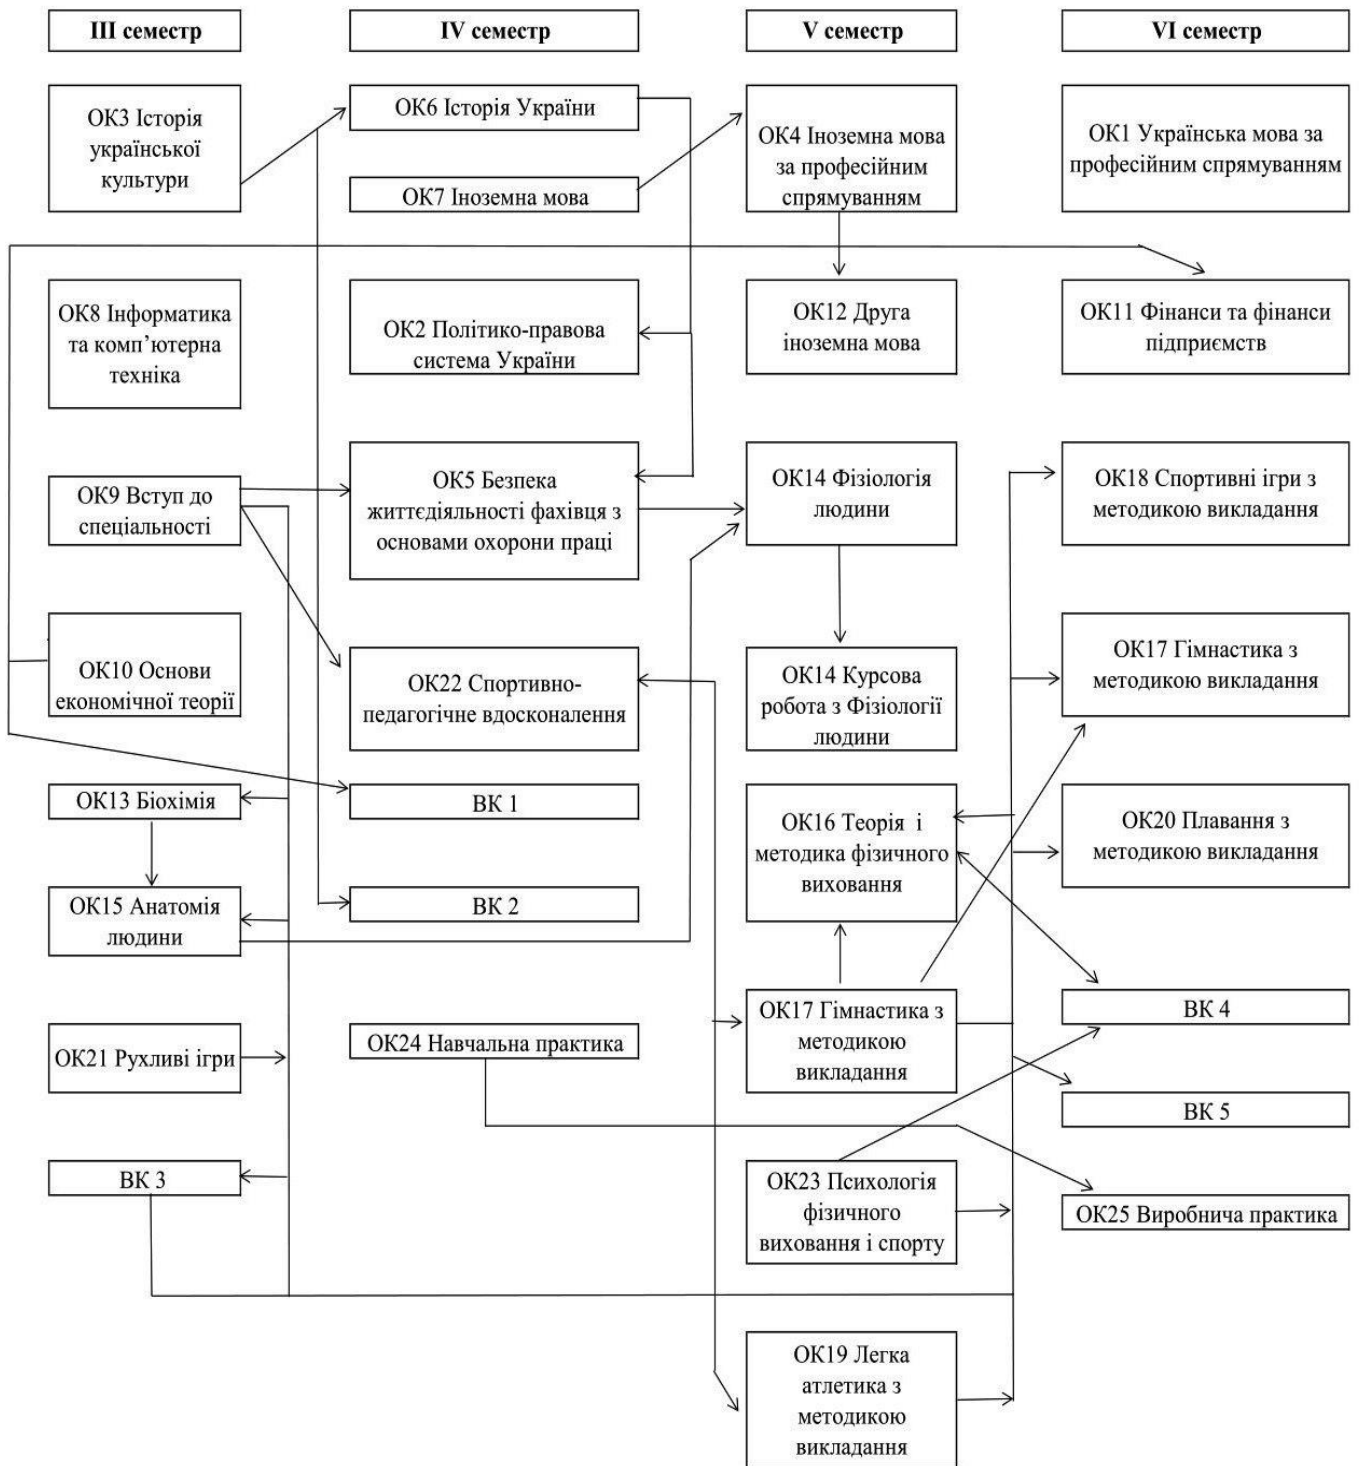 ІІІ семестр
IV семестр
V семестр
VI семестр
ОК3 Історія
української
культури
ОК6 Історія України
ОК7 Іноземна мова
ОК4 Іноземна мова
за професійним
спрямуванням
ОК1 Українська мова за
професійним спрямуванням
ОК8 Інформатика
та комп’ютерна
техніка
ОК2 Політико-правова
система України
ОК12 Друга
іноземна мова
ОК11 Фінанси та фінанси
підприємств
ОК9 Вступ до
спеціальності
ОК5 Безпека
життєдіяльності фахівця з
основами охорони праці
ОК14 Фізіологія
людини
ОК18 Спортивні ігри з
методикою викладання
ОК10 Основи
економічної теорії
ОК22 Спортивно-
педагогічне вдосконалення
ОК14 Курсова
робота з Фізіології
людини
ОК17 Гімнастика з
методикою викладання
ОК13 Біохімія
ВК 1
ОК16 Теорія і
методика фізичного
виховання
ОК20 Плавання з
методикою викладання
ОК15 Анатомія
людини
ВК 2
ОК21 Рухливі ігри
ОК24 Навчальна практика
ОК17 Гімнастика з
методикою
викладання
ВК 4
ВК 5
ВК 3
ОК23 Психологія
фізичного
виховання і спорту
ОК25 Виробнича практика
ОК19 Легка
атлетика з
методикою
викладання